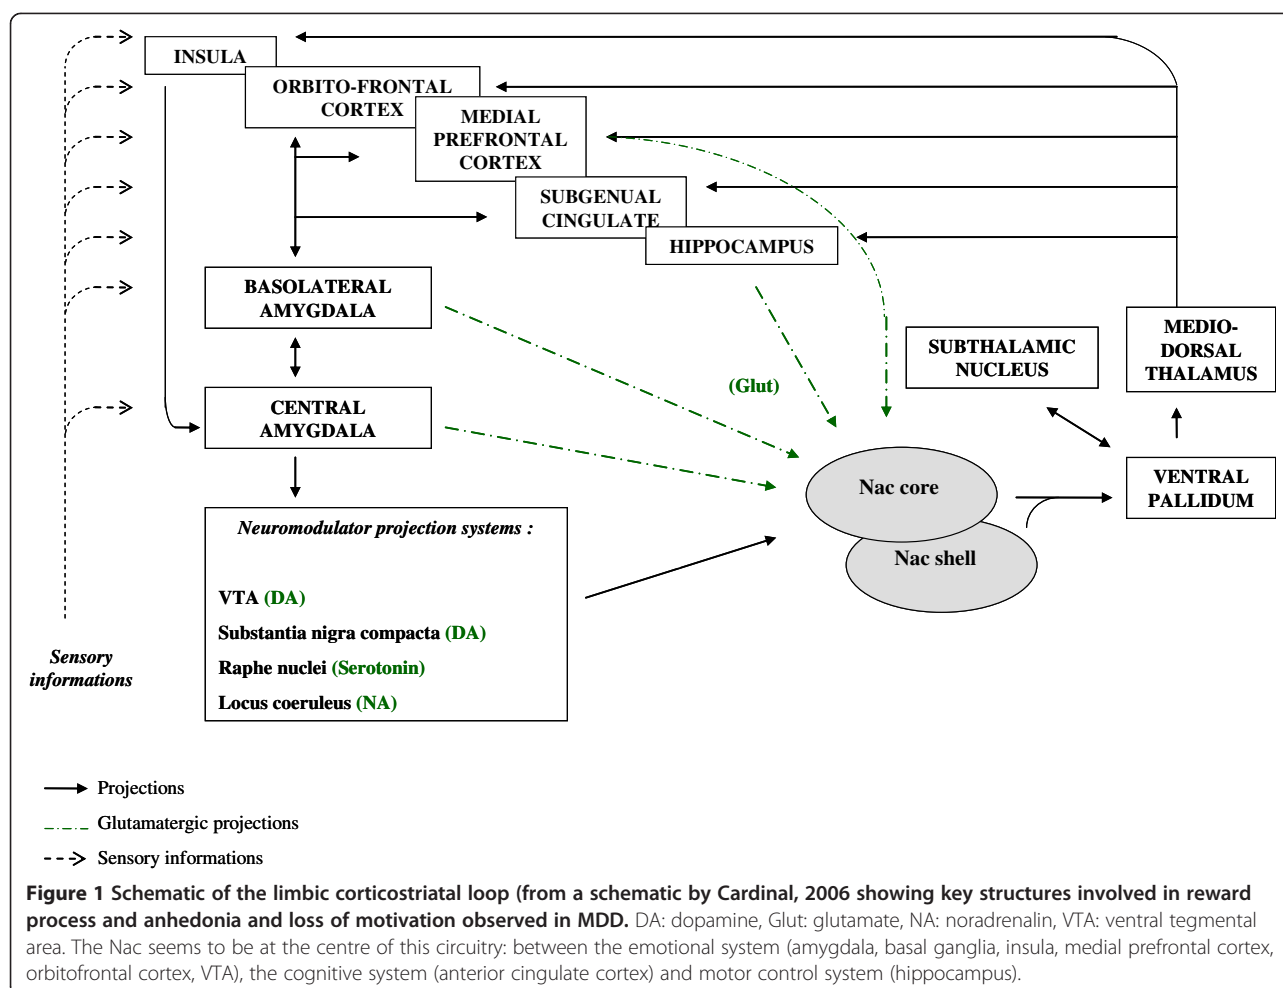 INSULA
ORBITO-FRONTAL
CORTEX
MEDIAL
PREFRONTAL
CORTEX
SUBGENUAL
CINGULATE
HIPPOCAMPUS
BASOLATERAL
AMYGDALA
CENTRAL
AMYGDALA
(Glut)
SUBTHALAMIC
NUCLEUS
MEDIO-
DORSAL
THALAMUS
VENTRAL
PALLIDUM
Nac core
Nac shell
Neuromodulator projection systems :
VTA (DA)
Substantia nigra compacta (DA)
Raphe nuclei (Serotonin)
Locus coeruleus (NA)
Sensory
informations
Projections
Glutamatergic projections
Sensory informations
Figure 1 Schematic of the limbic corticostriatal loop (from a schematic by Cardinal, 2006 showing key structures involved in reward
process and anhedonia and loss of motivation observed in MDD. DA: dopamine, Glut: glutamate, NA: noradrenalin, VTA: ventral tegmental
area. The Nac seems to be at the centre of this circuitry: between the emotional system (amygdala, basal ganglia, insula, medial prefrontal cortex,
orbitofrontal cortex, VTA), the cognitive system (anterior cingulate cortex) and motor control system (hippocampus).